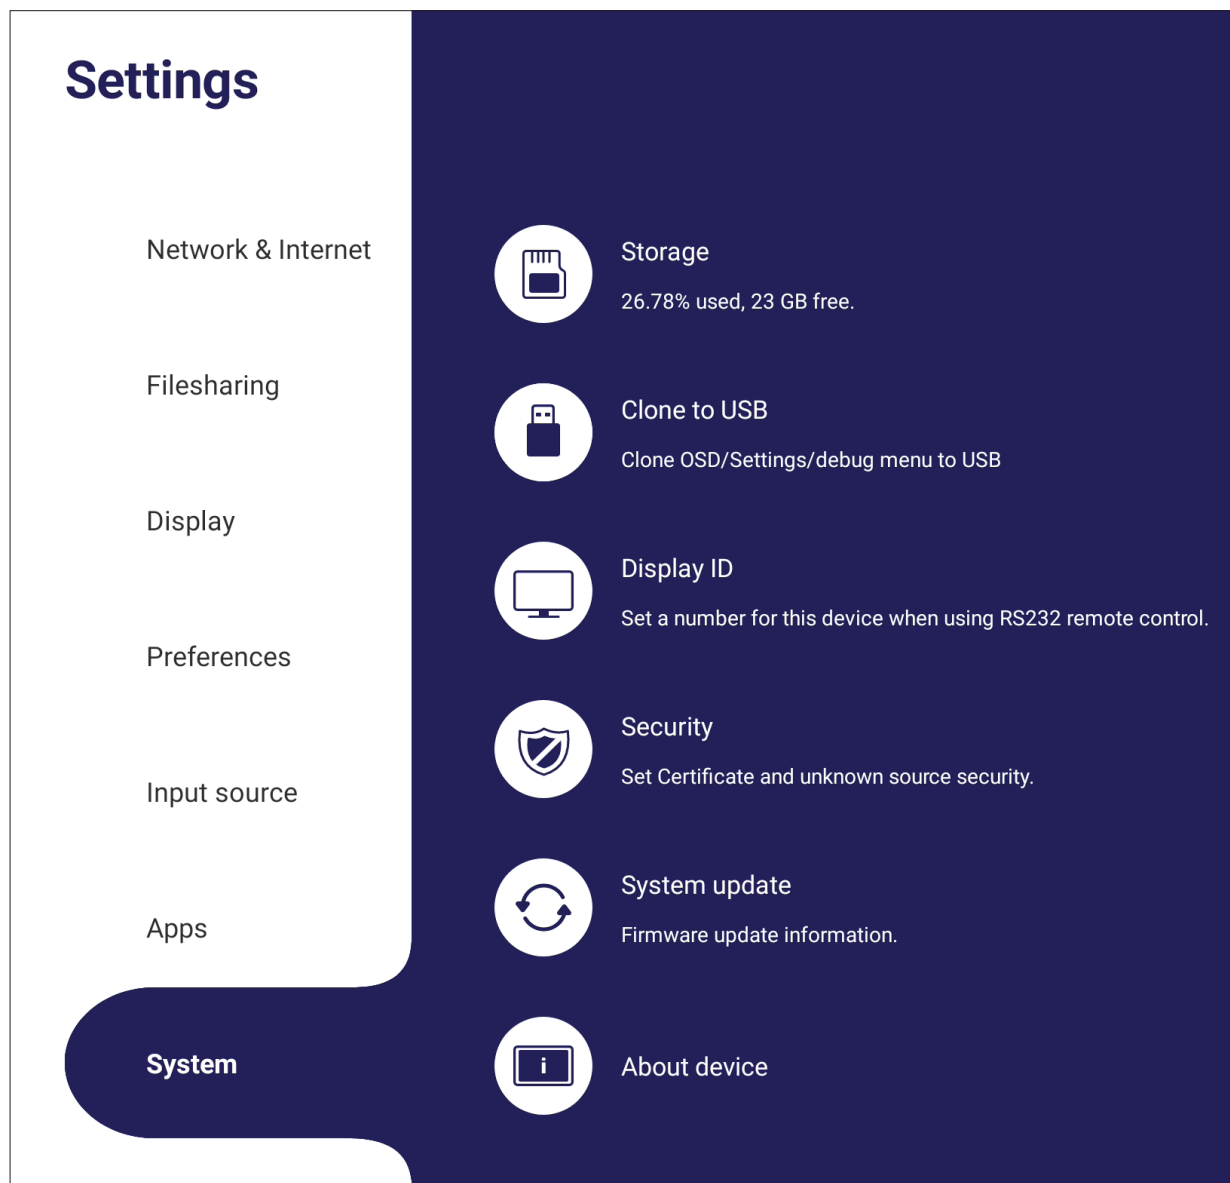 Settings
Network & Internet
Filesharing
Display
Preferences
Input source
Apps
System
Storage
26.78% used, 23 GB free.
Clone to USB
Clone OSD/Settings/debug menu to USB
Display ID
Set a number for this device when using RS232 remote control.
Security
Set Certificate and unknown source security.
System update
Firmware update information.
i
About device